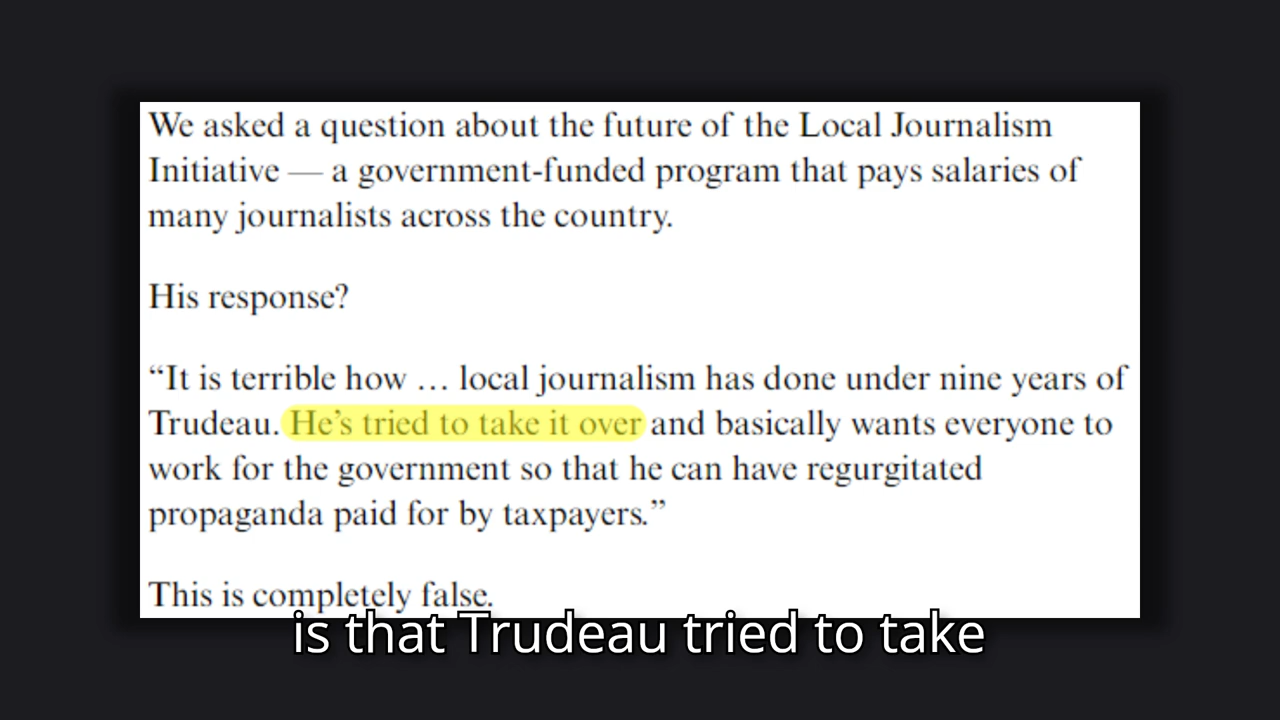 We asked a question about the future of the Local Journalism
Initiative — a government-funded program that pays salaries of
many journalists across the country.
His response?
“It is terrible how … local journalism has done under nine years of
Trudeau. He’s tried to take it over and basically wants everyone to
work for the government so that he can have regurgitated
propaganda paid for by taxpayers.”
This is completely false.
is that Trudeau tried to take